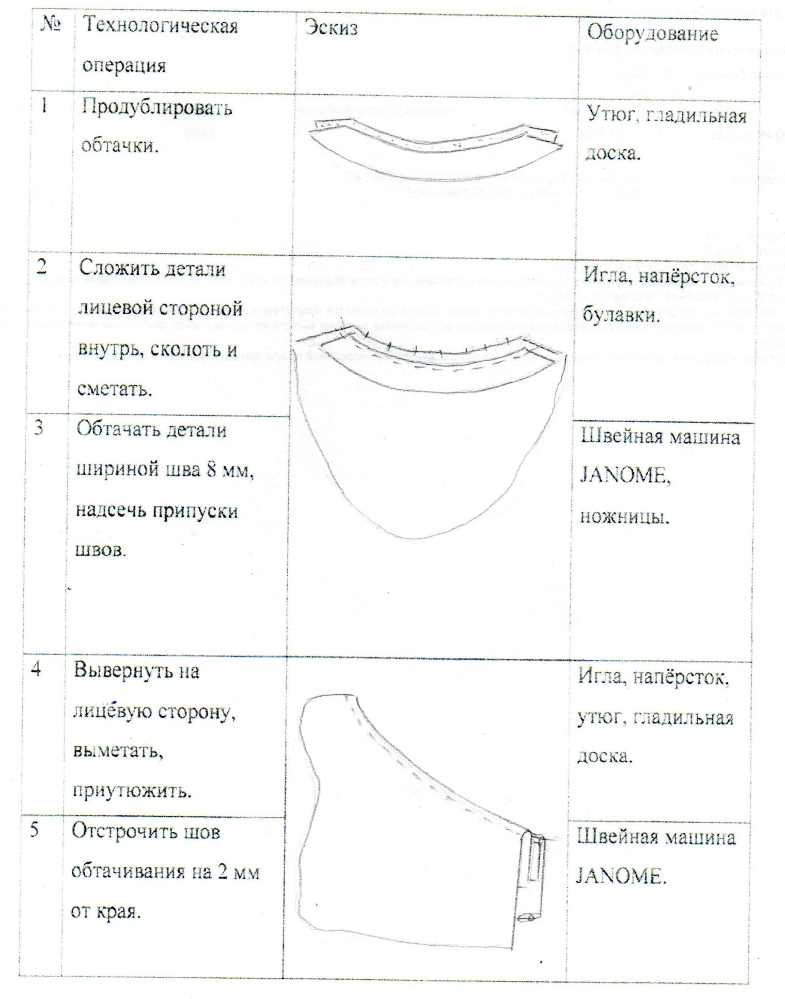 №
Технологическая
операция
Эскиз
Оборудование
1
Продублировать
обтачки.
Утюг, гладильная
доска.
2
Сложить детали
лицевой стороной
внутрь, сколоть и
сметать.
Игла, напёрсток,
булавки.
3
Обтачать детали
шириной шва 8 мм,
надсечь припуски
швов.
Швейная машина
JANOME,
ножницы.
4
Вывернуть на
лицевую сторону,
выметать,
приутюжить.
Игла, напёрсток,
утюг, гладильная
доска.
5
Отстрочить шов
обтачивания на 2 мм
от края.
Швейная машина
JANOME.